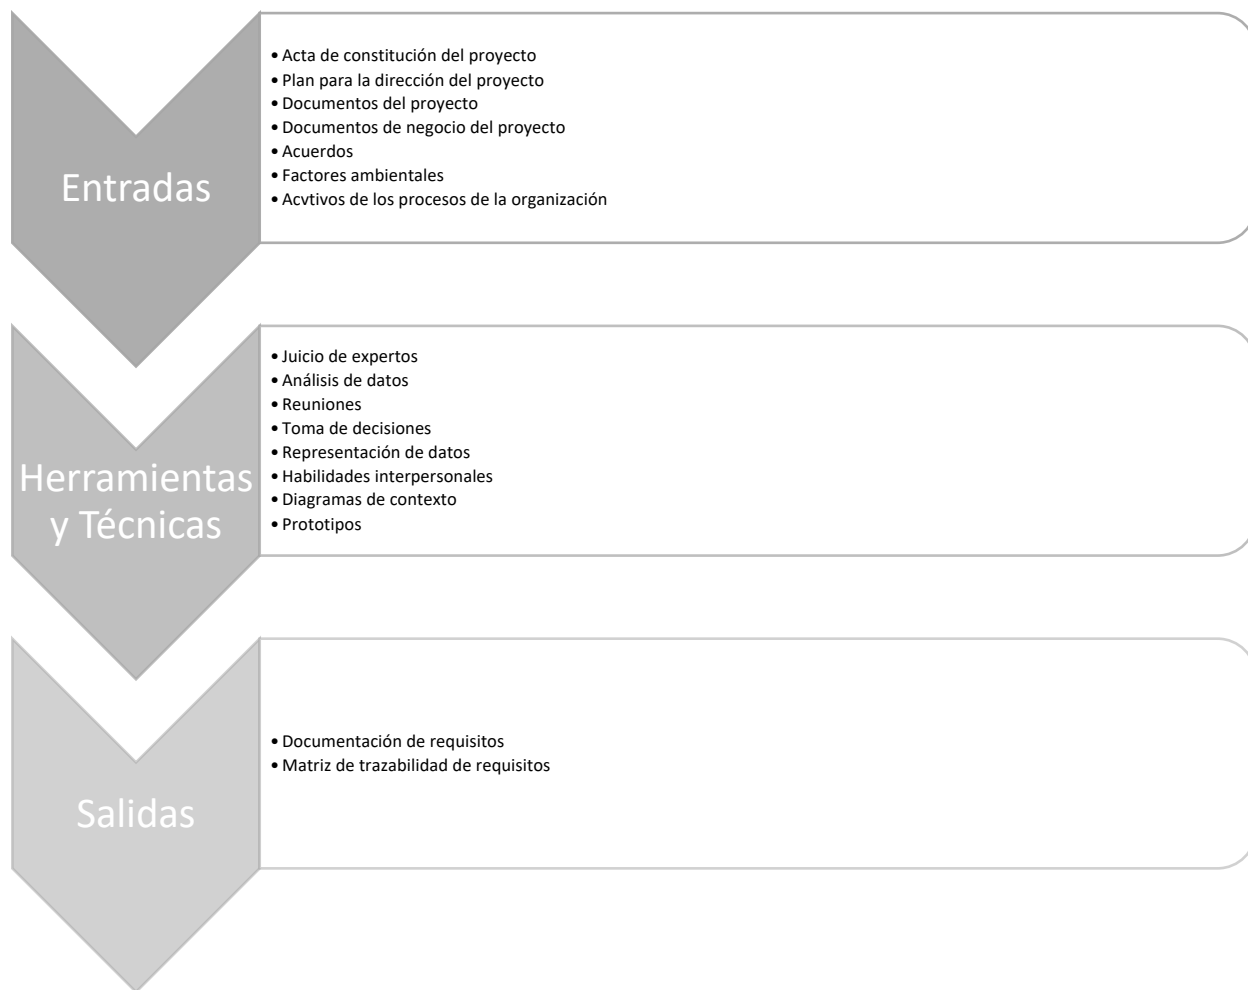 Entradas
• Acta de constitución del proyecto
• Plan para la dirección del proyecto
• Documentos del proyecto
• Documentos de negocio del proyecto
• Acuerdos
• Factores ambientales
• Acvtivos de los procesos de la organización
Herramientas
y Técnicas
• Juicio de expertos
• Análisis de datos
• Reuniones
• Toma de decisiones
• Representación de datos
• Habilidades interpersonales
• Diagramas de contexto
• Prototipos
Salidas
• Documentación de requisitos
• Matriz de trazabilidad de requisitos